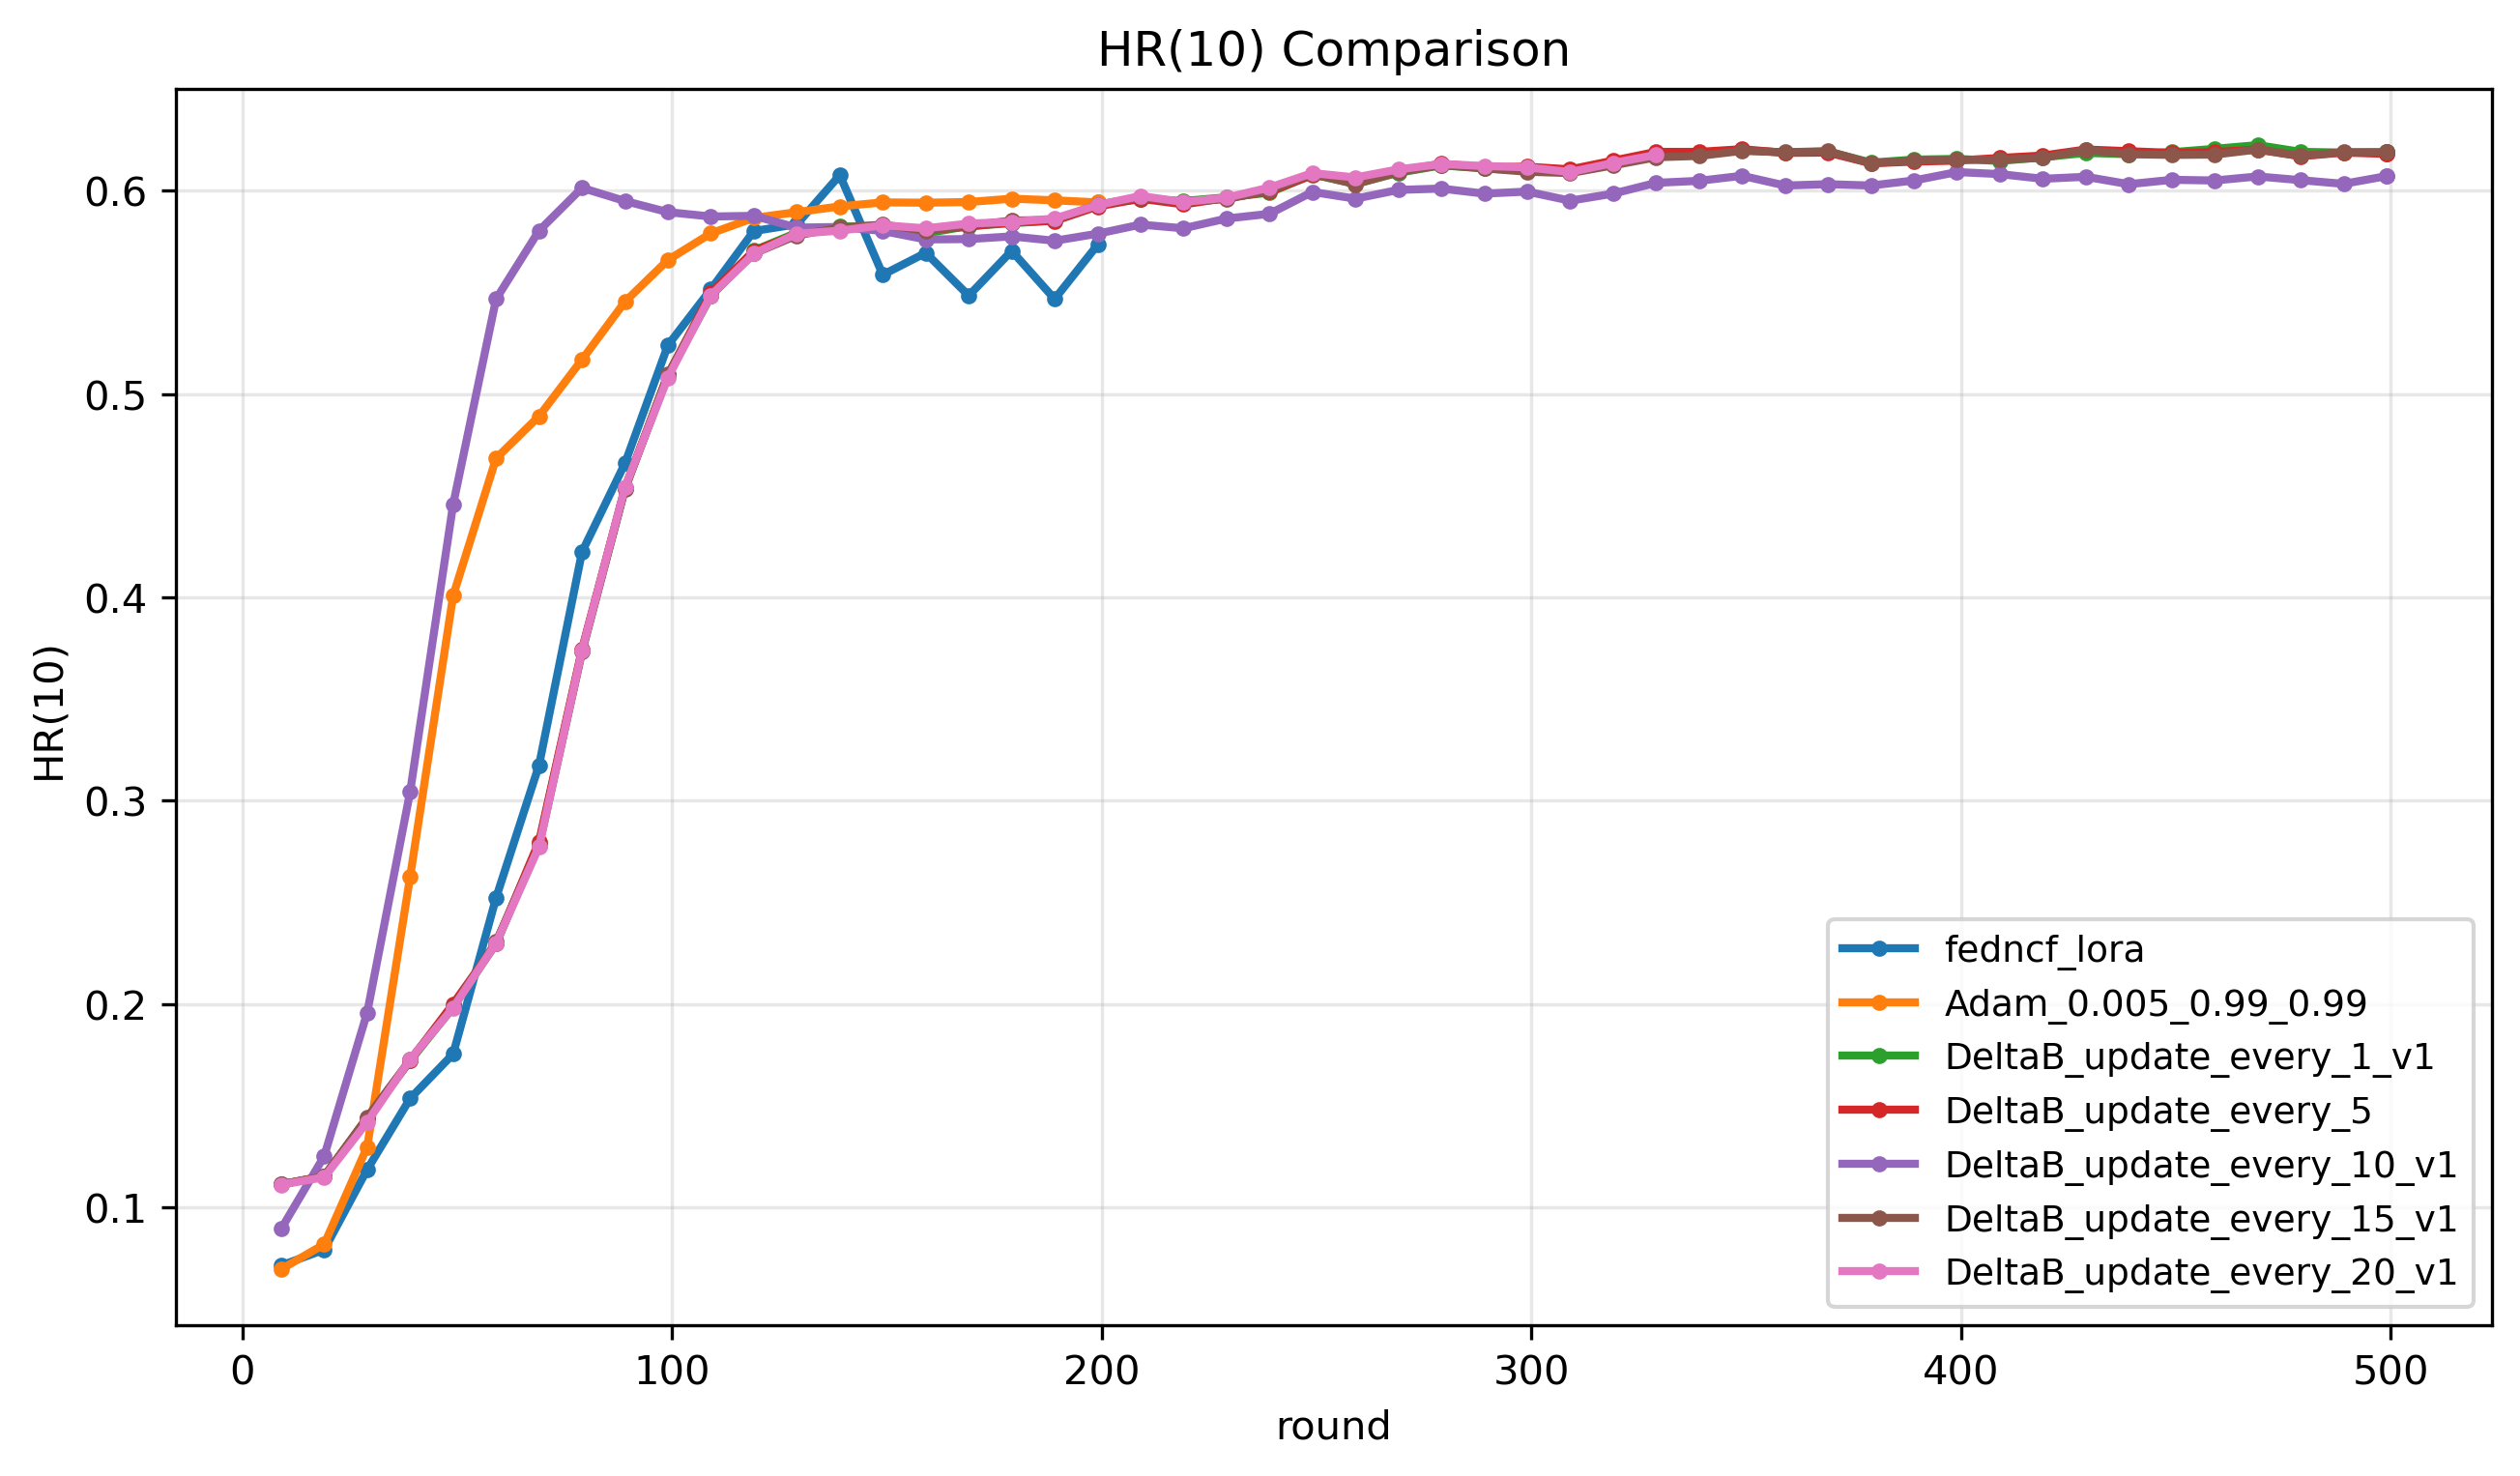 HR(10) Comparison
HR(10)
0.6
0.5
0.4
0.3
0.2
0.1
0
100
200
300
400
500
round
fedncf_lora
Adam_0.005_0.99_0.99
DeltaB_update_every_1_v1
DeltaB_update_every_5
DeltaB_update_every_10_v1
DeltaB_update_every_15_v1
DeltaB_update_every_20_v1